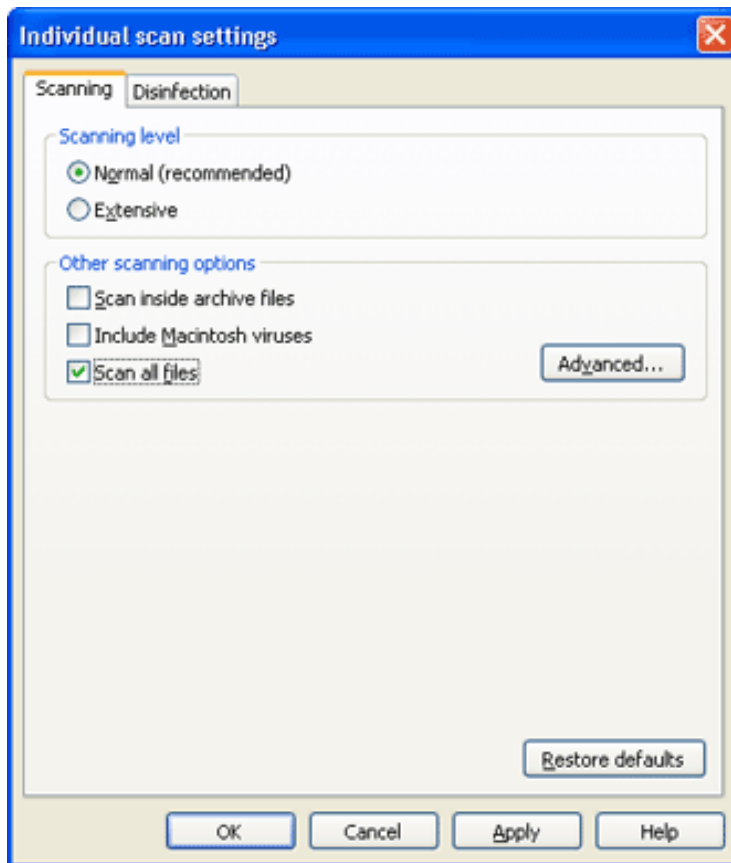 Individual scan settings
Scanning Disinfection
Scanning level
Normal (recommended)
Extensive
Other scanning options
Scan inside archive files
Include Macintosh viruses
Scan all files
Advanced...
Restore defaults
OK Cancel Apply Help